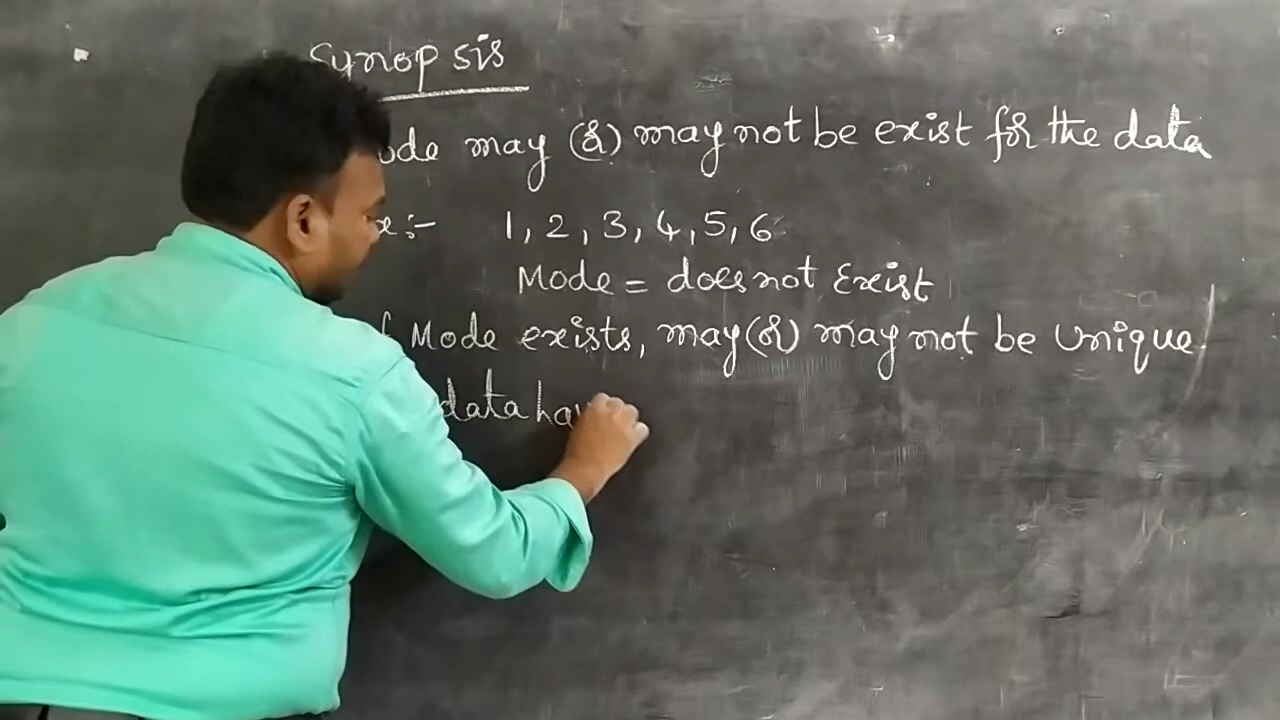 Synopsis
ode may (or) may not be exist for the data
x:- 1, 2, 3, 4, 5, 6
Mode = does not Exist
f Mode exists, may (or) may not be unique.
data hav